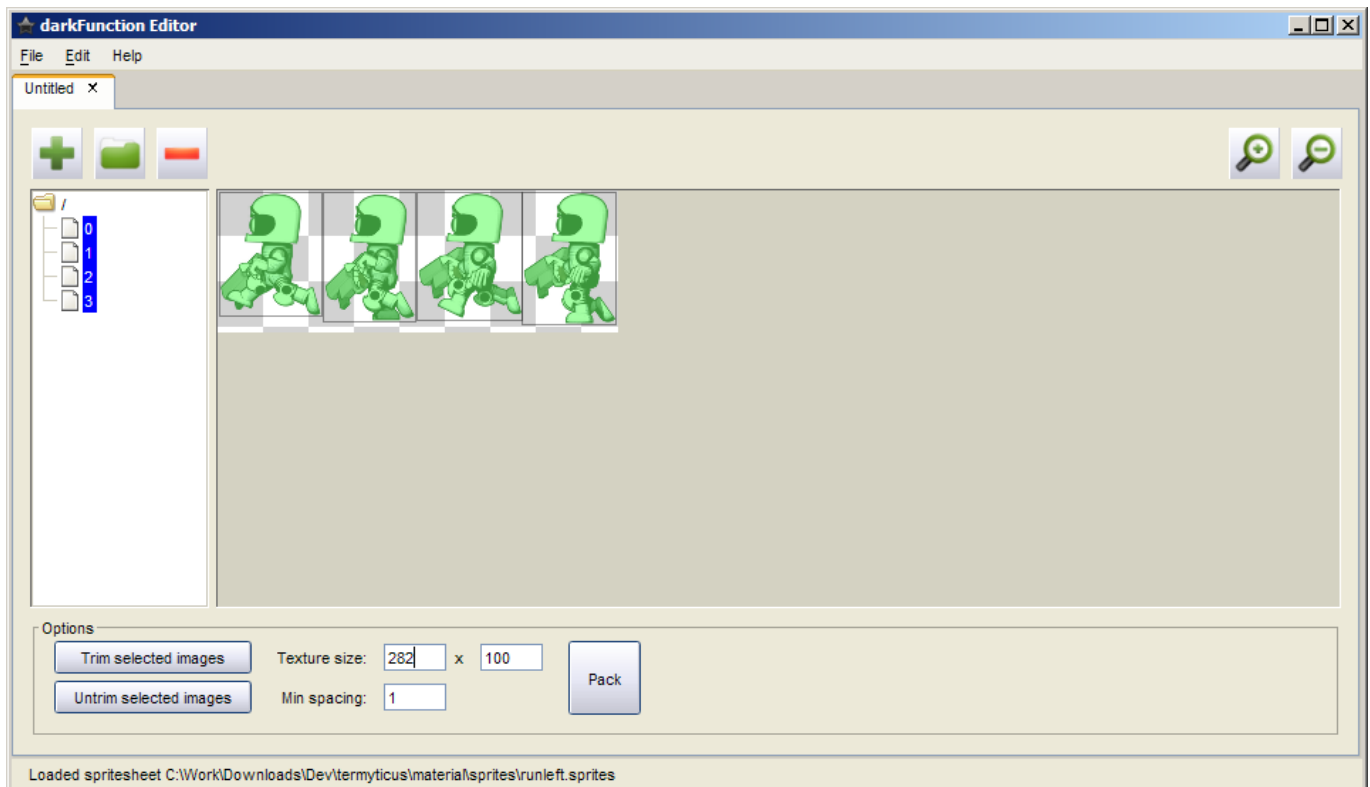 darkFunction Editor
File Edit Help
Untitled
/
0
1
2
3
Options
Trim selected images Texture size: 282 x 100
Pack
Untrim selected images Min spacing: 1
Loaded spritesheet C:\Work\Downloads\Dev\termyticus\material\sprites\runleft.sprites